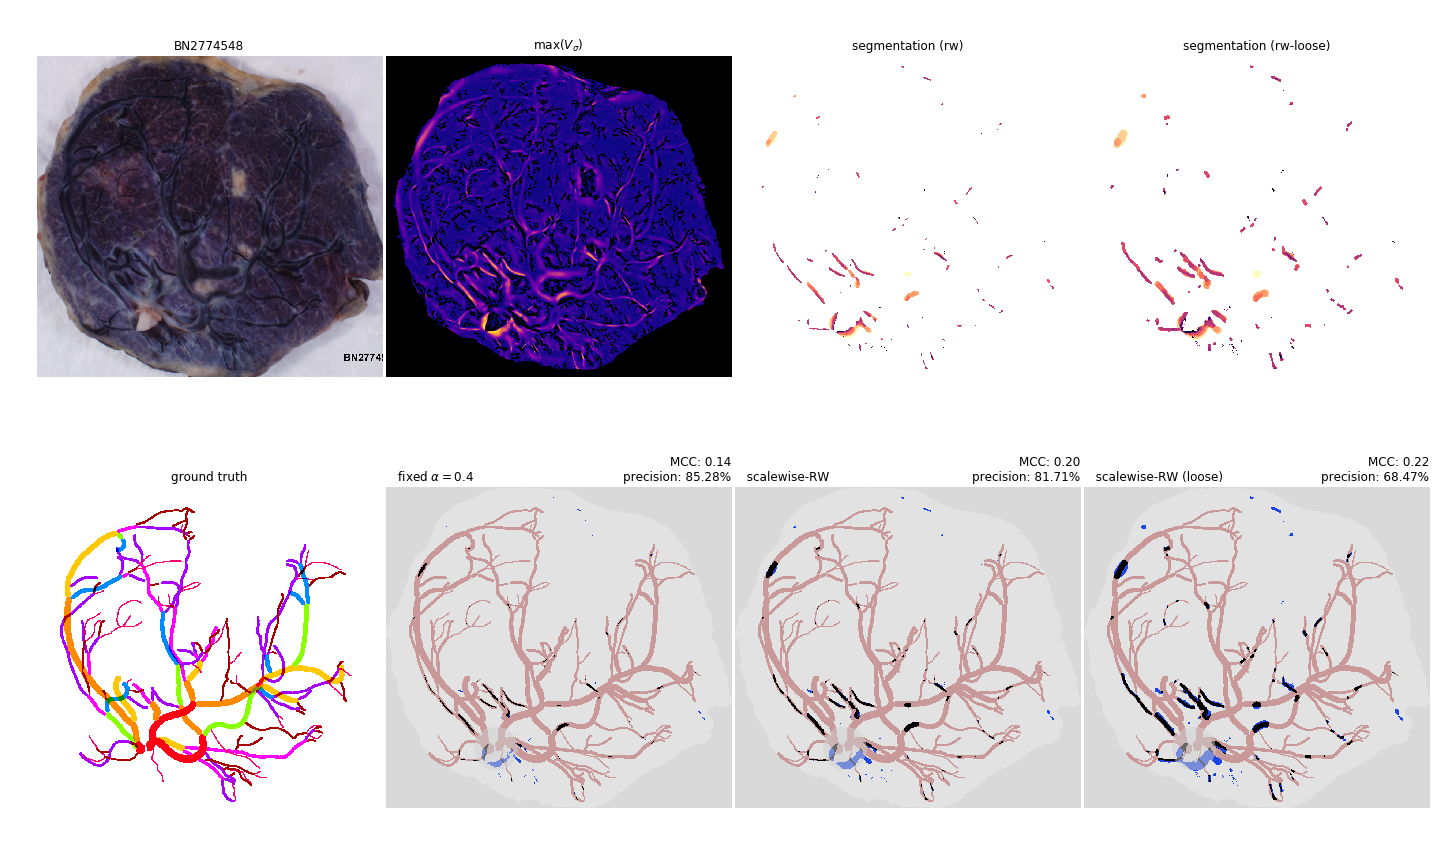 BN2774548
max(V_σ)
segmentation (rw)
segmentation (rw-loose)
BN2774
ground truth
fixed α = 0.4
MCC: 0.14
precision: 85.28%
scalewise-RW
MCC: 0.20
precision: 81.71%
scalewise-RW (loose)
MCC: 0.22
precision: 68.47%